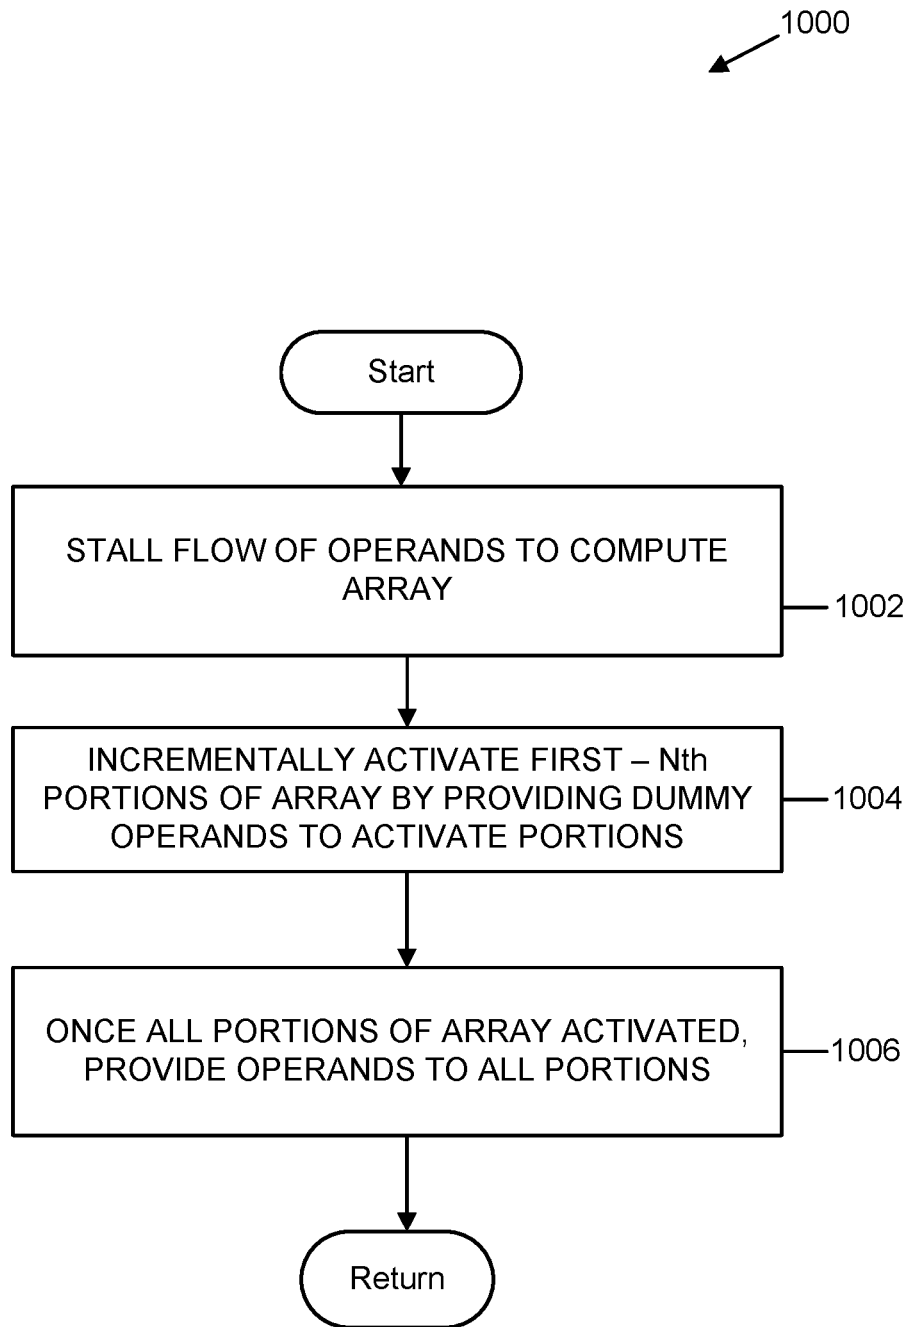 1000
Start
STALL FLOW OF OPERANDS TO COMPUTE
ARRAY
1002
INCREMENTALLY ACTIVATE FIRST – Nth
PORTIONS OF ARRAY BY PROVIDING DUMMY
OPERANDS TO ACTIVATE PORTIONS
1004
ONCE ALL PORTIONS OF ARRAY ACTIVATED,
PROVIDE OPERANDS TO ALL PORTIONS
1006
Return